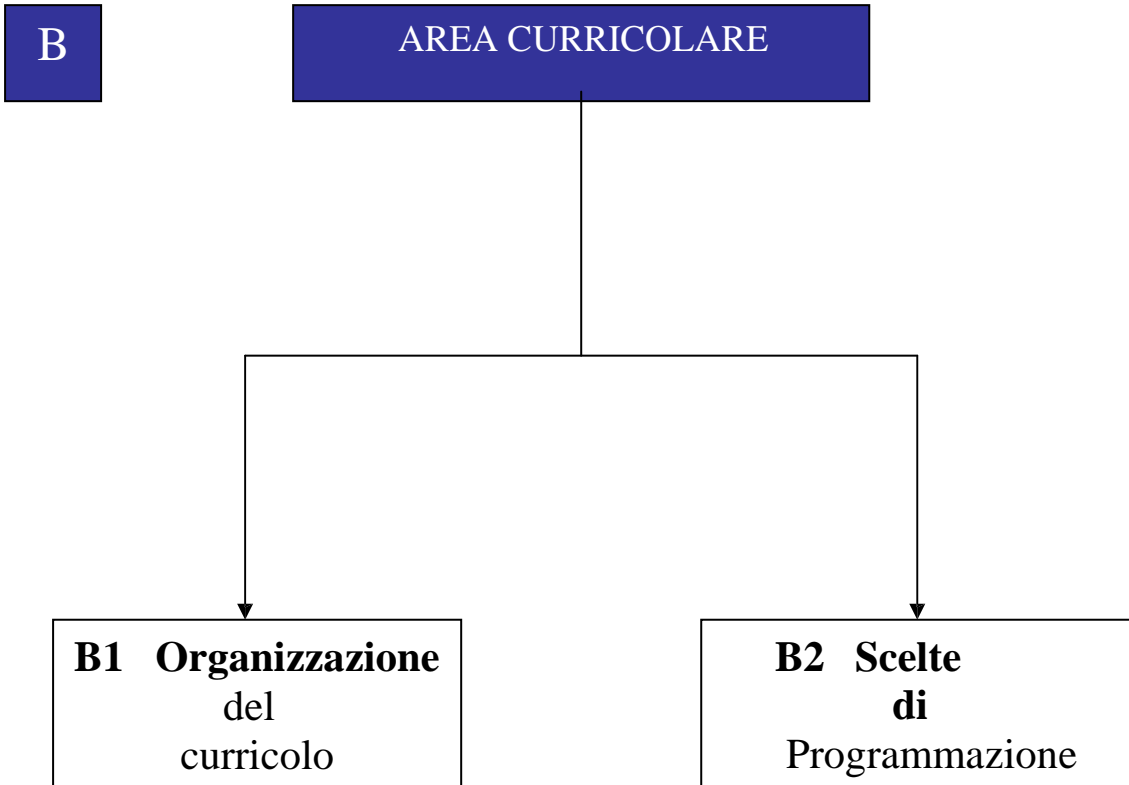 B
AREA CURRICOLARE
B1 Organizzazione
del
curricolo
B2 Scelte
di
Programmazione